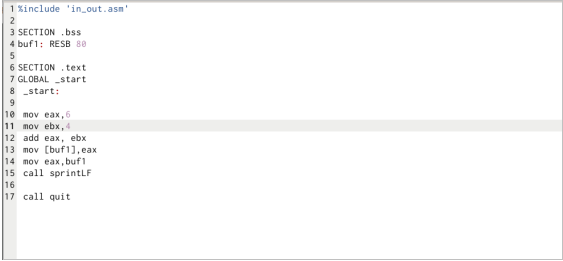 1 %include 'in_out.asm'
2
3 SECTION .bss
4 buf1: RESB 80
5
6 SECTION .text
7 GLOBAL _start
8  _start:
9
10  mov eax,6
11  mov ebx,4
12  add eax, ebx
13  mov [buf1],eax
14  mov eax,buf1
15  call sprintLF
16
17  call quit